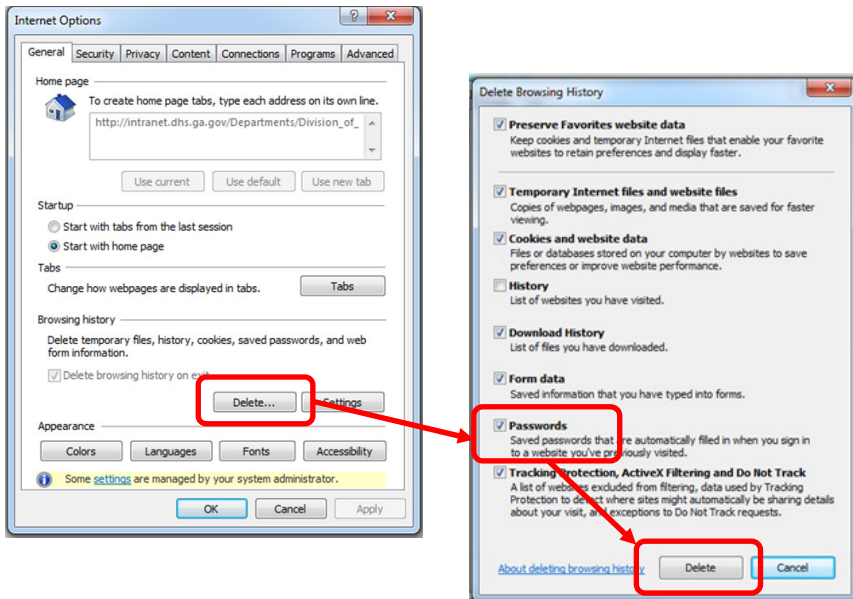 Internet Options
General Security Privacy Content Connections Programs Advanced
Home page
To create home page tabs, type each address on its own line.
http://intranet.dhs.ga.gov/Departments/Division_of_
Use current Use default Use new tab
Startup
Start with tabs from the last session
Start with home page
Tabs
Change how webpages are displayed in tabs.
Tabs
Browsing history
Delete temporary files, history, cookies, saved passwords, and web
form information.
Delete browsing history on exit
Delete... Settings
Appearance
Colors Languages Fonts Accessibility
Some settings are managed by your system administrator.
OK Cancel Apply
Delete Browsing History
Preserve Favorites website data
Keep cookies and temporary Internet files that enable your favorite
websites to retain preferences and display faster.
Temporary Internet files and website files
Copies of webpages, images, and media that are saved for faster
viewing.
Cookies and website data
Files or databases stored on your computer by websites to save
preferences or improve website performance.
History
List of websites you have visited.
Download History
List of files you have downloaded.
Form data
Saved information that you have typed into forms.
Passwords
Saved passwords that are automatically filled in when you sign in
to a website you've previously visited.
Tracking Protection, ActiveX Filtering and Do Not Track
A list of websites excluded from filtering, data used by Tracking
Protection to detect where sites might automatically be sharing details
about your visit, and exceptions to Do Not Track requests.
About deleting browsing history
Delete Cancel